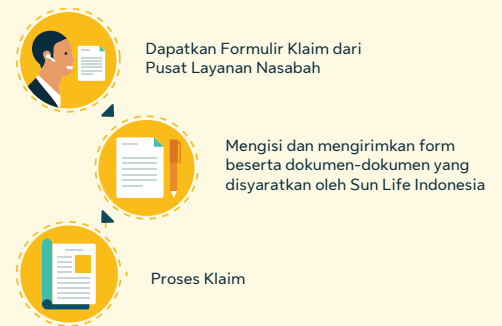 Dapatkan Formulir Klaim dari
Pusat Layanan Nasabah
Mengisi dan mengirimkan form
beserta dokumen-dokumen yang
disyaratkan oleh Sun Life Indonesia
Proses Klaim